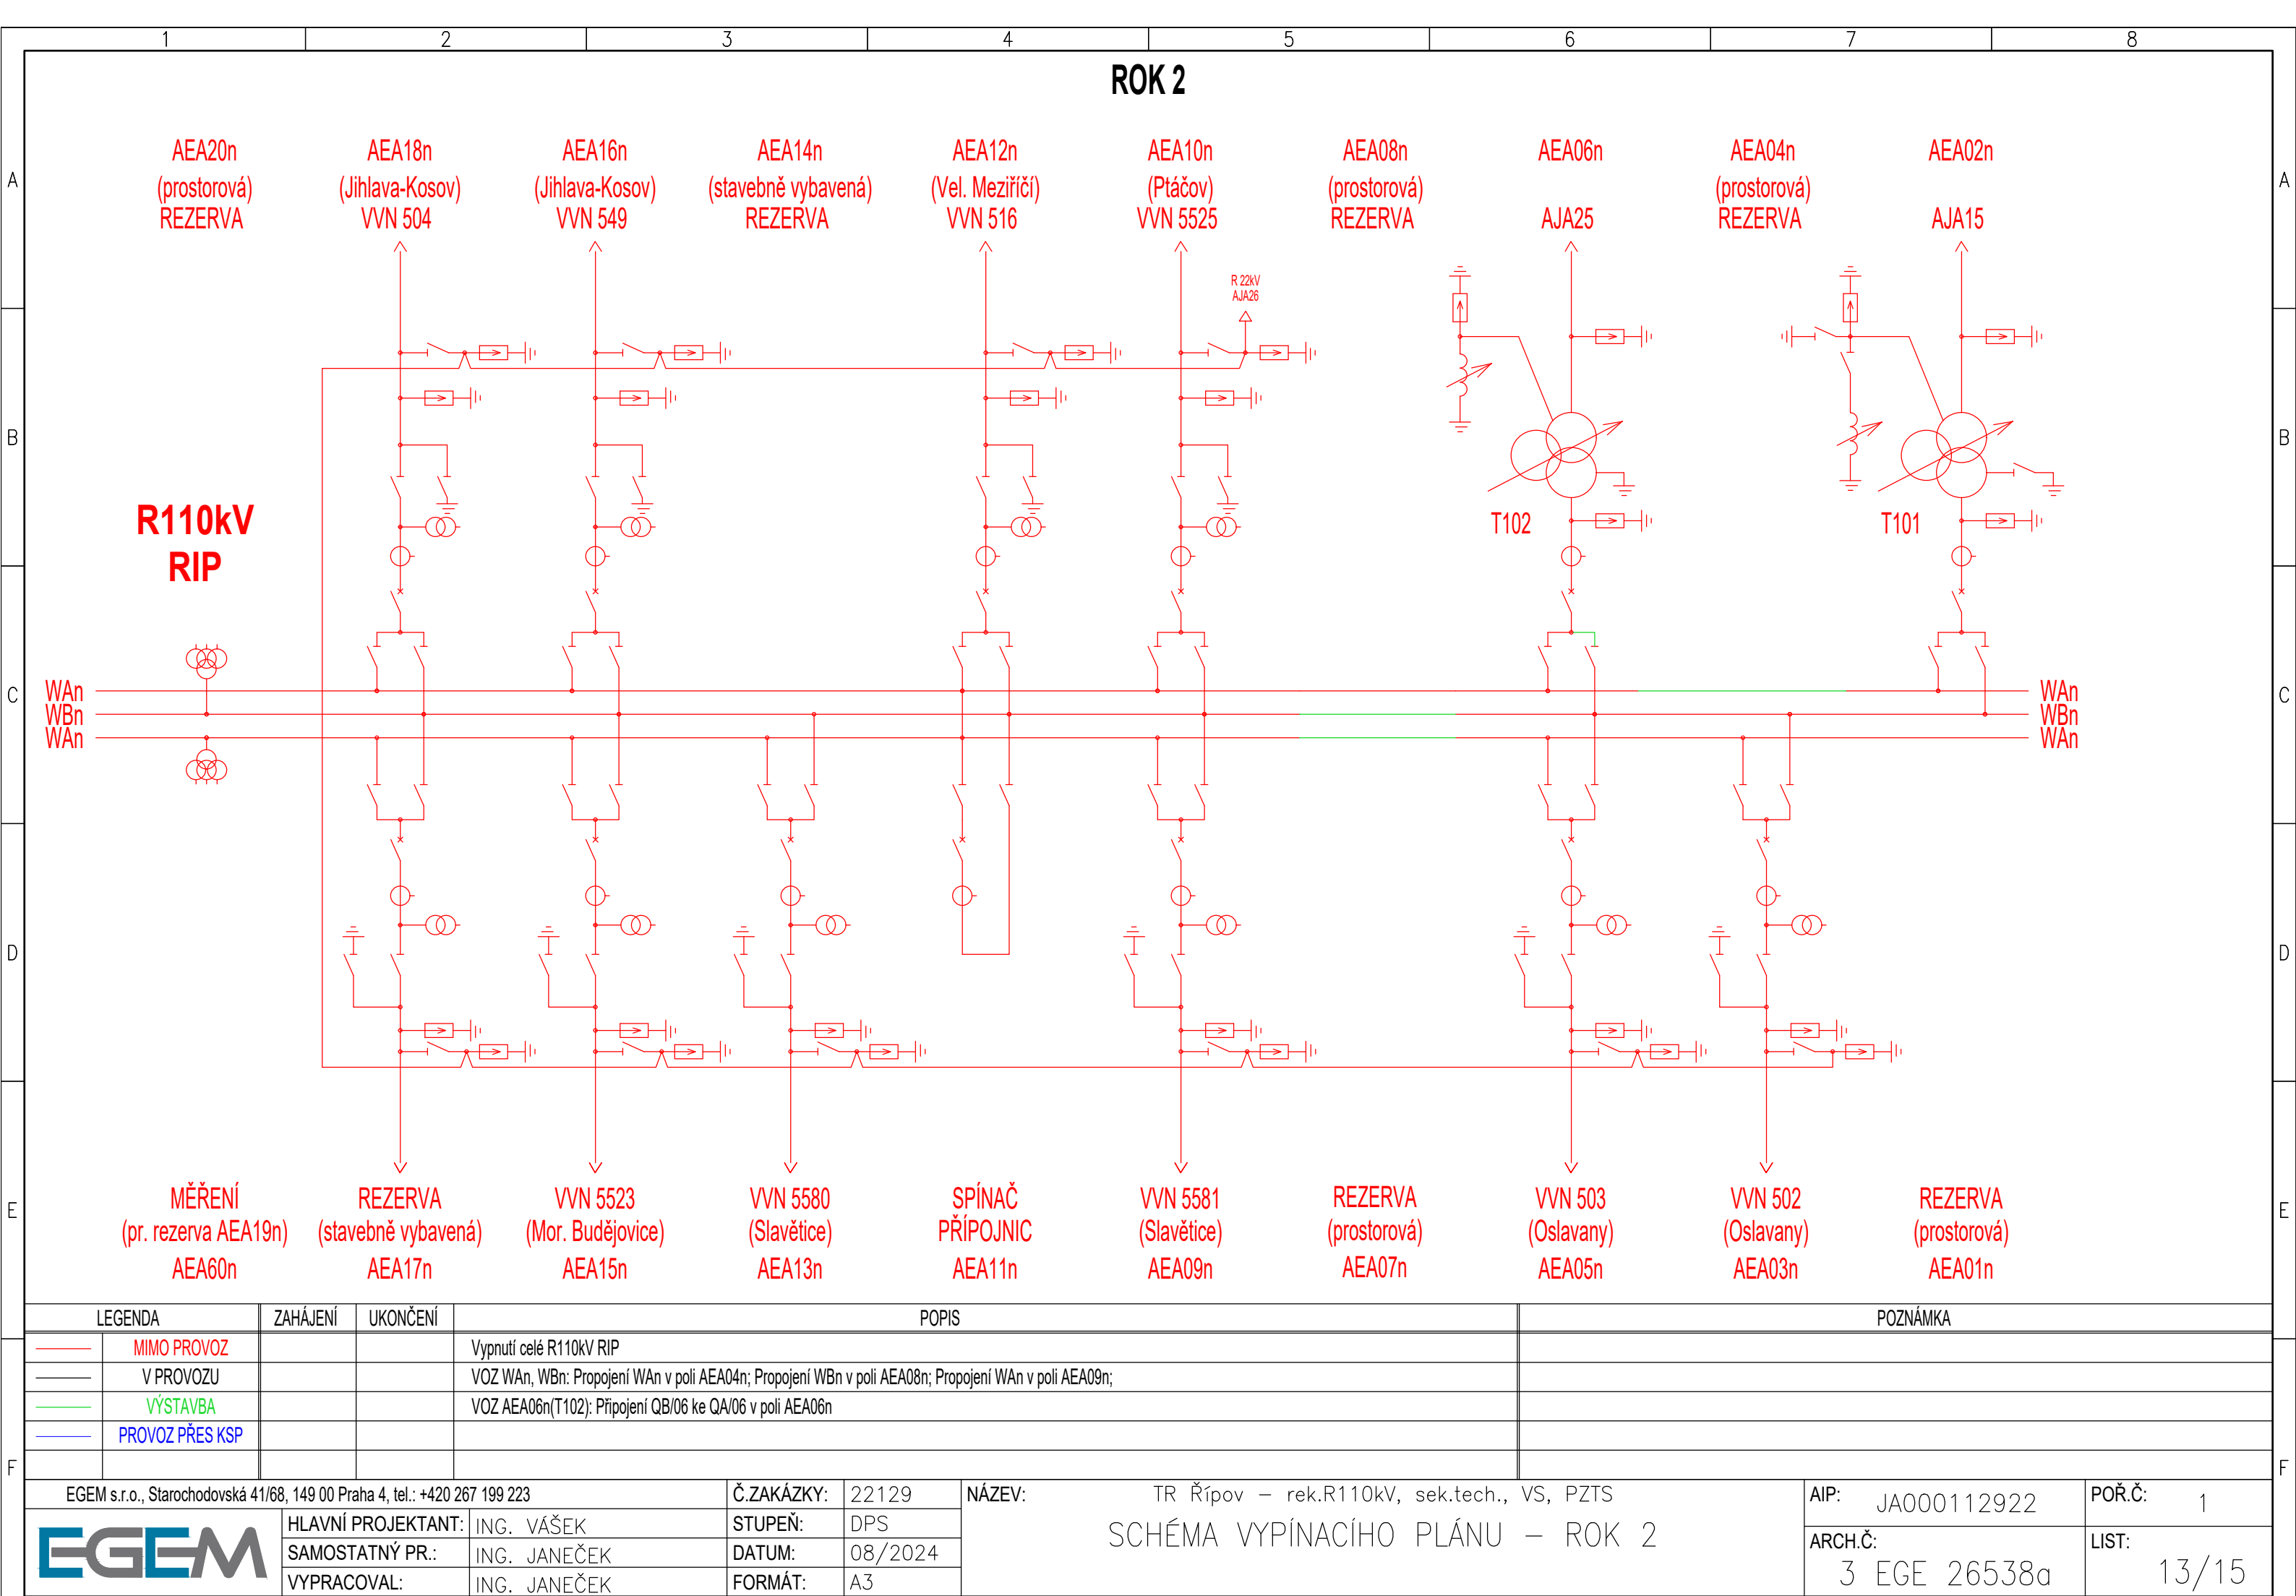 1 2 3 4 5 6 7 8
ROK 2
AEA20n AEA18n AEA16n AEA14n AEA12n AEA10n AEA08n AEA06n AEA04n AEA02n
A (prostorová) (Jihlava-Kosov) (Jihlava-Kosov) (stavebně vybavená) (Vel. Meziříčí) (Ptáčov) (prostorová) (prostorová) A
REZERVA VVN 504 VVN 549 REZERVA VVN 516 VVN 5525 REZERVA AJA25 REZERVA AJA15
R 22kV
AJA26
B B
R110kV
RIP
T102 T101
C C
WAn WAn
WBn WBn
WAn WAn
D D
MĚŘENÍ REZERVA VVN 5523 VVN 5580 SPÍNAČ VVN 5581 REZERVA VVN 503 VVN 502 REZERVA
E (pr. rezerva AEA19n) (stavebně vybavená) (Mor. Budějovice) (Slavětice) PŘÍPOJNIC (Slavětice) (prostorová) (Oslavany) (Oslavany) (prostorová) E
AEA60n AEA17n AEA15n AEA13n AEA11n AEA09n AEA07n AEA05n AEA03n AEA01n
LEGENDA ZAHÁJENÍ UKONČENÍ POPIS POZNÁMKA
MIMO PROVOZ Vypnutí celé R110kV RIP
V PROVOZU VOZ WAn, WBn: Propojení WAn v poli AEA04n; Propojení WBn v poli AEA08n; Propojení WAn v poli AEA09n;
VÝSTAVBA VOZ AEA06n(T102): Připojení QB/06 ke QA/06 v poli AEA06n
PROVOZ PŘES KSP
F F
EGEM s.r.o., Starochodovská 41/68, 149 00 Praha 4, tel.: +420 267 199 223 Č.ZAKÁZKY: 22129 NÁZEV: TR Řípov – rek.R110kV, sek.tech., VS, PZTS AIP: JA000112922 POŘ.Č: 1
EGEM HLAVNÍ PROJEKTANT: ING. VÁŠEK STUPEŇ: DPS SCHÉMA VYPÍNACÍHO PLÁNU – ROK 2
SAMOSTATNÝ PR.: ING. JANEČEK DATUM: 08/2024 ARCH.Č: 3 EGE 26538a LIST: 13/15
VYPRACOVAL: ING. JANEČEK FORMÁT: A3